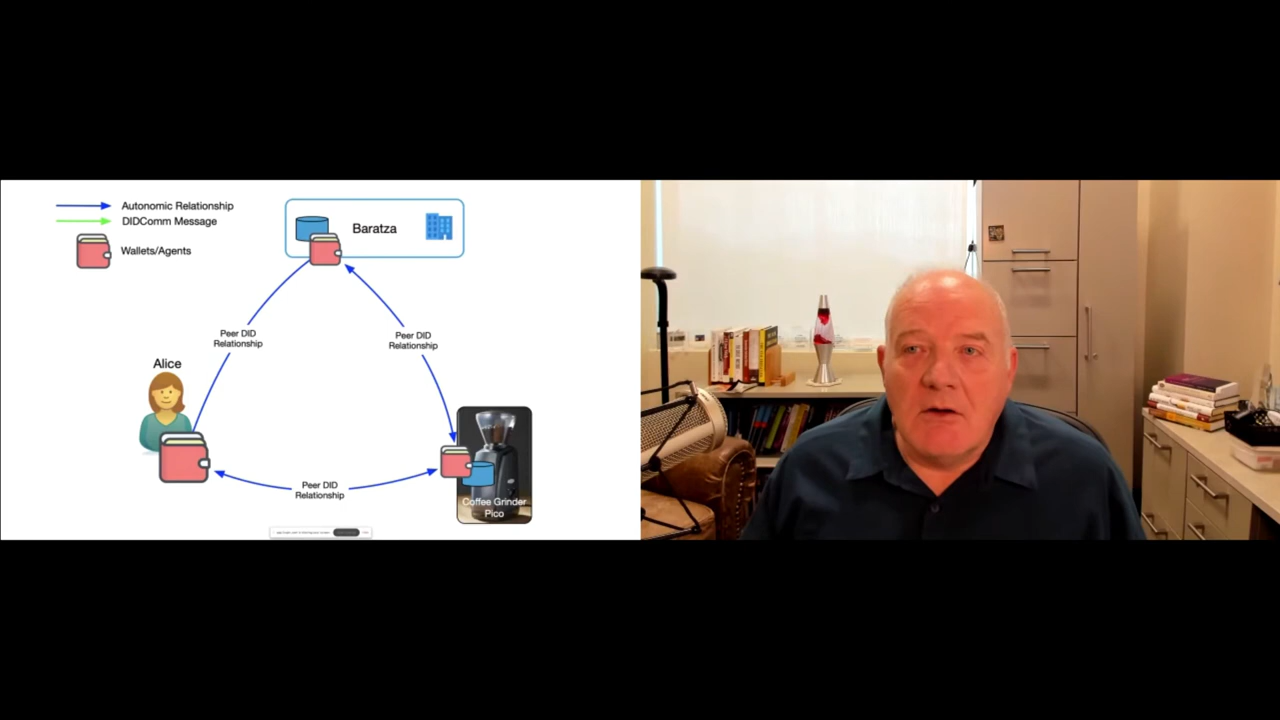 Autonomic Relationship
DIDComm Message
Wallets/Agents
Baratza
Peer DID
Relationship
Peer DID
Relationship
Alice
Peer DID
Relationship
Coffee Grinder
Pico